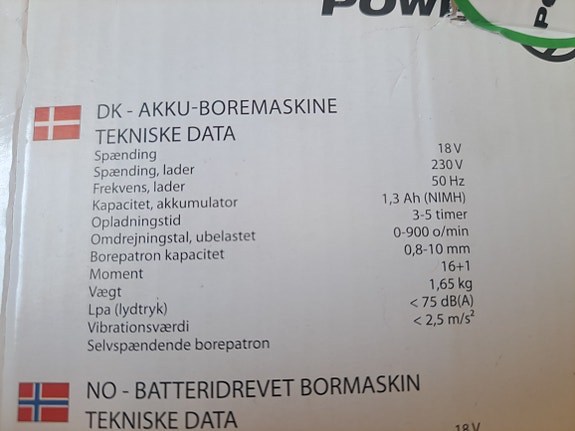 DK - AKKU-BOREMASKINE
TEKNISKE DATA
Spænding 18 V
Spænding, lader 230 V
Frekvens, lader 50 Hz
Kapacitet, akkumulator 1,3 Ah (NIMH)
Opladningstid 3-5 timer
Omdrejningstal, ubelastet 0-900 o/min
Borepatron kapacitet 0,8-10 mm
Moment 16+1
Vægt 1,65 kg
Lpa (lydtryk) < 75 dB(A)
Vibrationsværdi < 2,5 m/s²
Selvspændende borepatron
NO - BATTERIDREVET BORMASKIN
TEKNISKE DATA
18 V